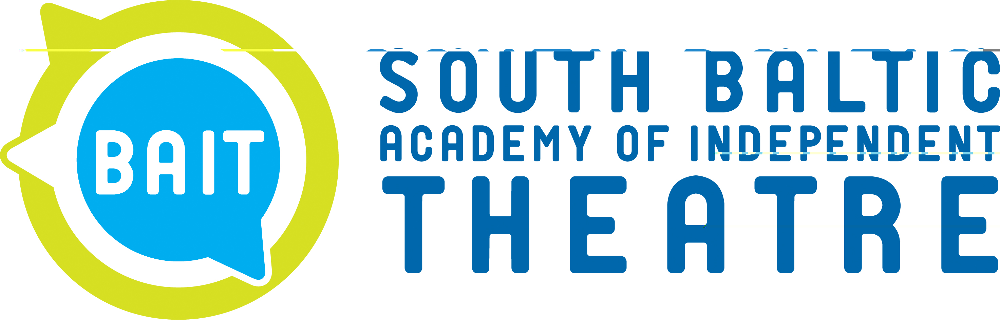 BAIT
SOUTH BALTIC
ACADEMY OF INDEPENDENT
THEATRE